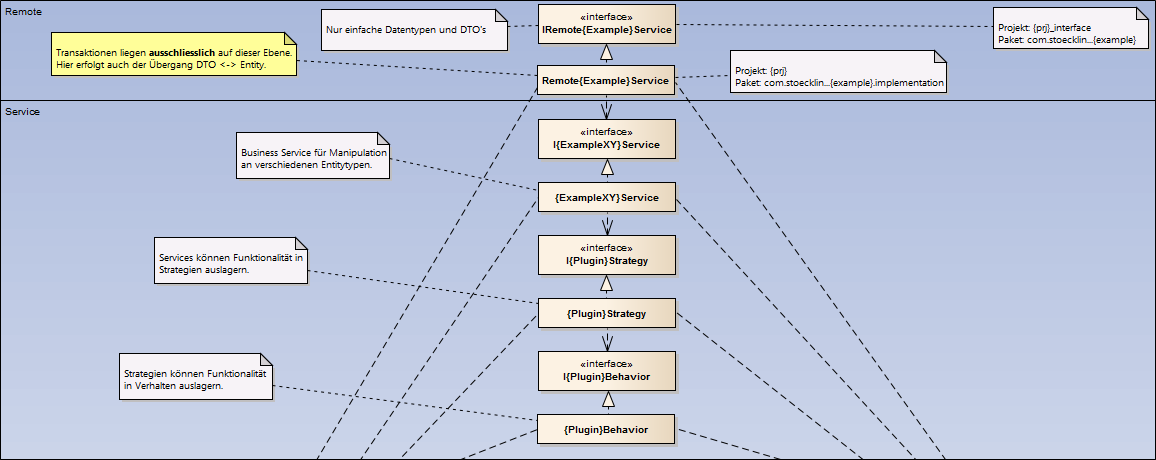 Remote
Nur einfache Datentypen und DTO's
«interface»
IRemote{Example}Service
Projekt: {prj}_interface
Paket: com.stoecklin...{example}
Transaktionen liegen ausschliesslich auf dieser Ebene.
Hier erfolgt auch der Übergang DTO <-> Entity.
Remote{Example}Service
Projekt: {prj}
Paket: com.stoecklin...{example}.implementation
Service
«interface»
I{ExampleXY}Service
Business Service für Manipulation
an verschiedenen Entitytypen.
{ExampleXY}Service
«interface»
I{Plugin}Strategy
Services können Funktionalität in
Strategien auslagern.
{Plugin}Strategy
«interface»
I{Plugin}Behavior
Strategien können Funktionalität
in Verhalten auslagern.
{Plugin}Behavior